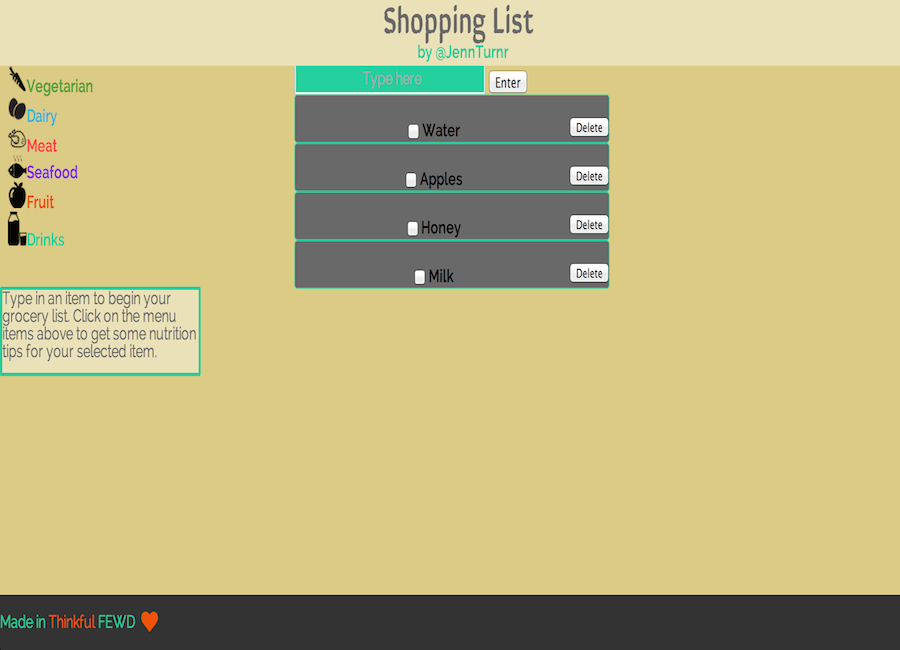 Shopping List
by @JennTurnr
Vegetarian
Dairy
Meat
Seafood
Fruit
Drinks
Type in an item to begin your
grocery list. Click on the menu
items above to get some nutrition
tips for your selected item.
Type here
Enter
Water
Delete
Apples
Delete
Honey
Delete
Milk
Delete
Made in Thinkful FEWD